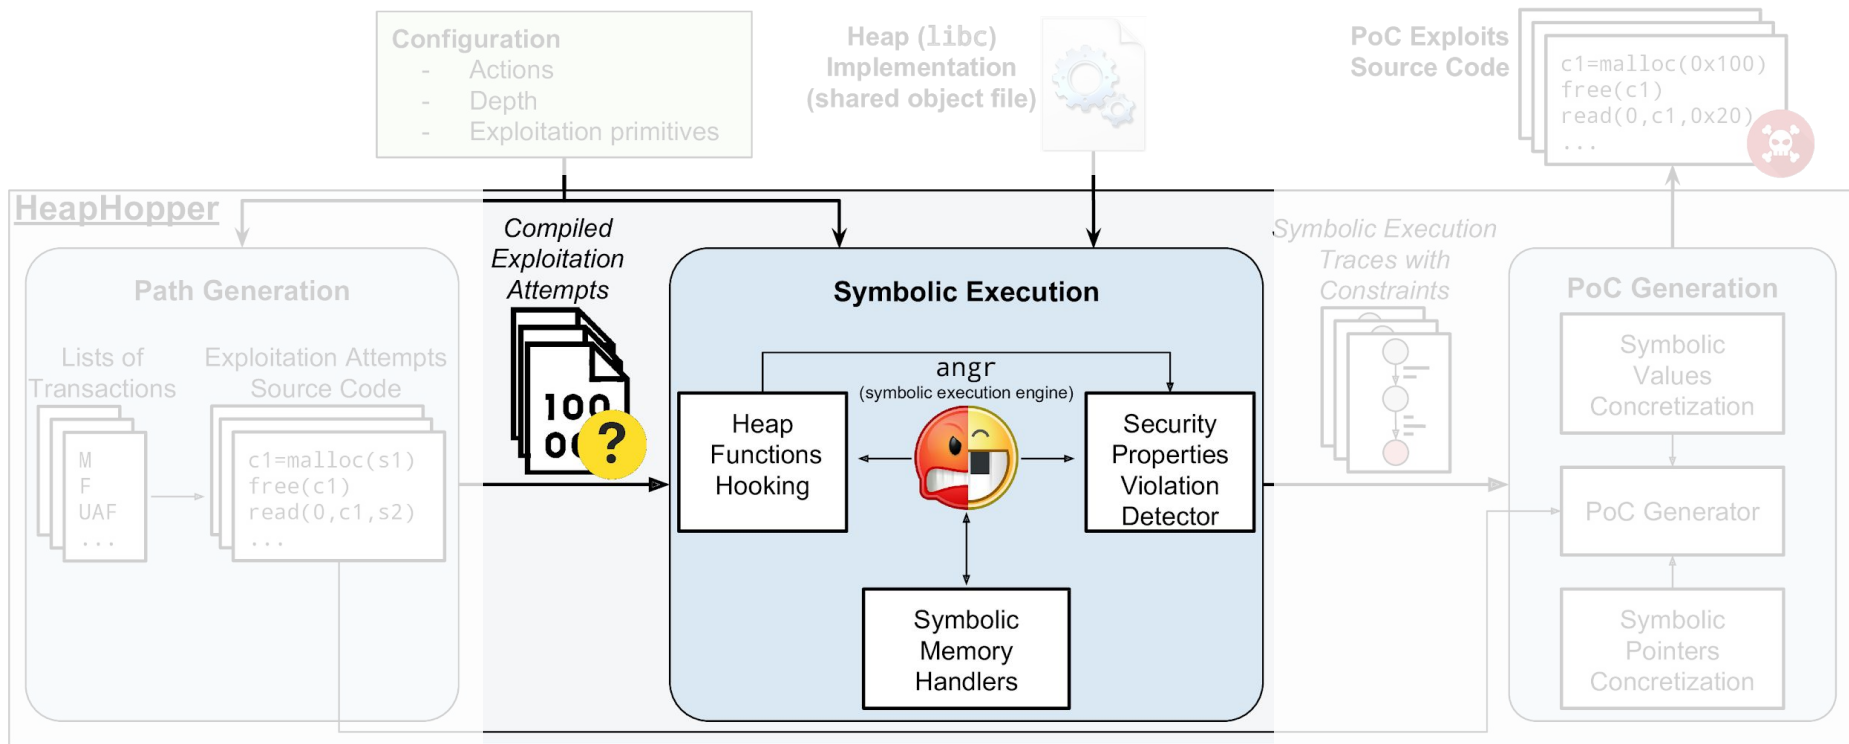 Configuration
- Actions
- Depth
- Exploitation primitives
Heap (libc)
Implementation
(shared object file)
PoC Exploits
Source Code
c1=malloc(0x100)
free(c1)
read(0,c1,0x20)
...
HeapHopper
Path Generation
Lists of
Transactions
M
F
UAF
...
Exploitation Attempts
Source Code
c1=malloc(s1)
free(c1)
read(0,c1,s2)
...
Compiled
Exploitation
Attempts
100
00
?
Symbolic Execution
angr
(symbolic execution engine)
Heap
Functions
Hooking
Security
Properties
Violation
Detector
Symbolic
Memory
Handlers
Symbolic Execution
Traces with
Constraints
PoC Generation
Symbolic
Values
Concretization
PoC Generator
Symbolic
Pointers
Concretization